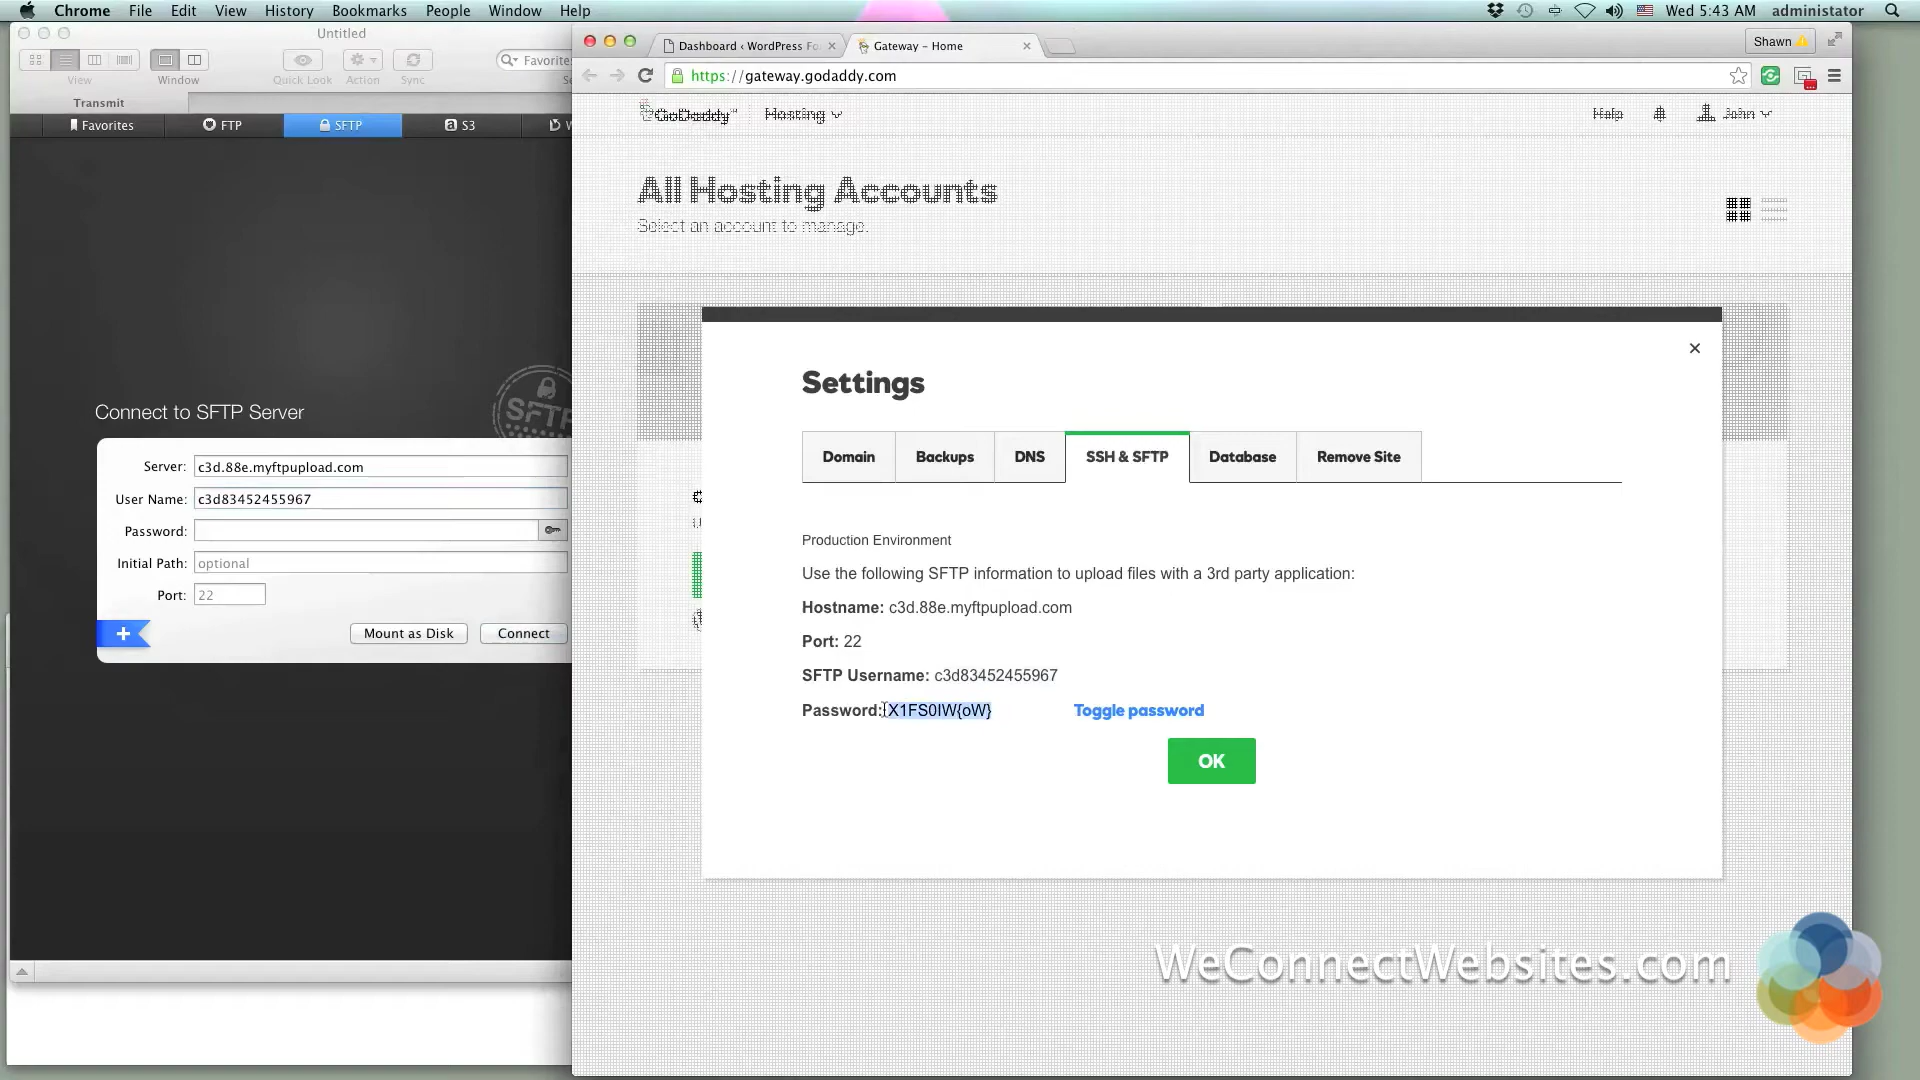 Chrome File Edit View History Bookmarks People Window Help Wed 5:43 AM administator
Untitled
View Window Quick Look Action Sync
Favorites
Transmit
Favorites FTP SFTP S3 W
SFTP
Connect to SFTP Server
Server: c3d.88e.myftpupload.com
User Name: c3d83452455967
Password:
Initial Path: optional
Port: 22
Mount as Disk Connect
Dashboard ‹ WordPress Fo
Gateway – Home
Shawn
https://gateway.godaddy.com
GoDaddy Hosting Help John
All Hosting Accounts
Select an account to manage.
Settings
Domain Backups DNS SSH & SFTP Database Remove Site
Production Environment
Use the following SFTP information to upload files with a 3rd party application:
Hostname: c3d.88e.myftpupload.com
Port: 22
SFTP Username: c3d83452455967
Password: X1FS0IW{oW} Toggle password
OK
WeConnectWebsites.com